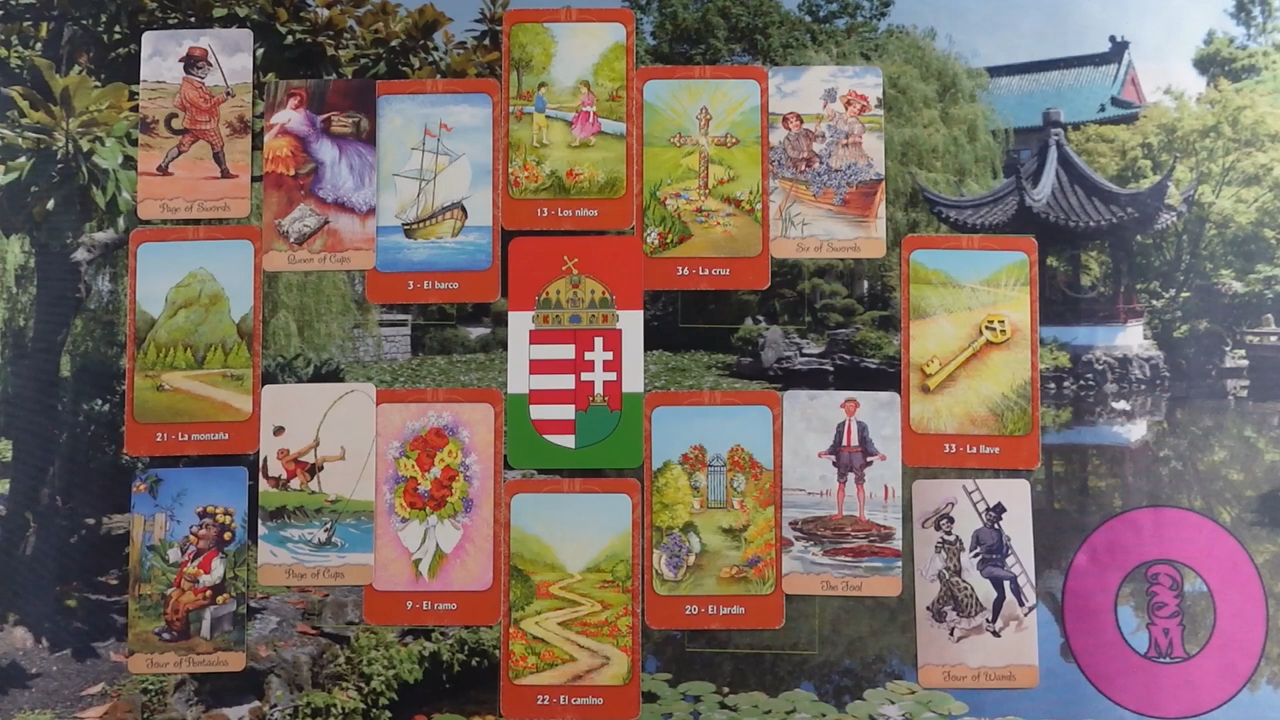 Page of Swords
Queen of Cups
3 - El barco
13 - Los niños
36 - La cruz
Six of Swords
21 - La montaña
33 - La llave
Page of Cups
9 - El ramo
20 - El jardín
The Fool
Four of Pentacles
22 - El camino
Four of Wands